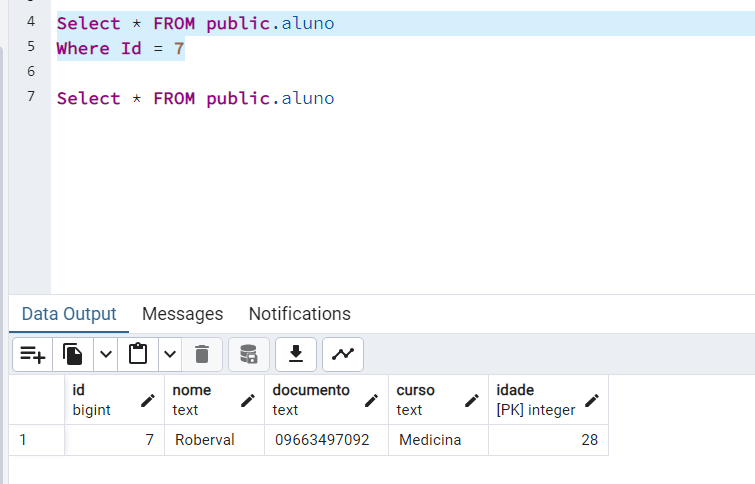 4 Select * FROM public.aluno
5 Where Id = 7
6
7 Select * FROM public.aluno
Data Output Messages Notifications
id nome documento curso idade
bigint text text text [PK] integer
1 7 Roberval 09663497092 Medicina 28